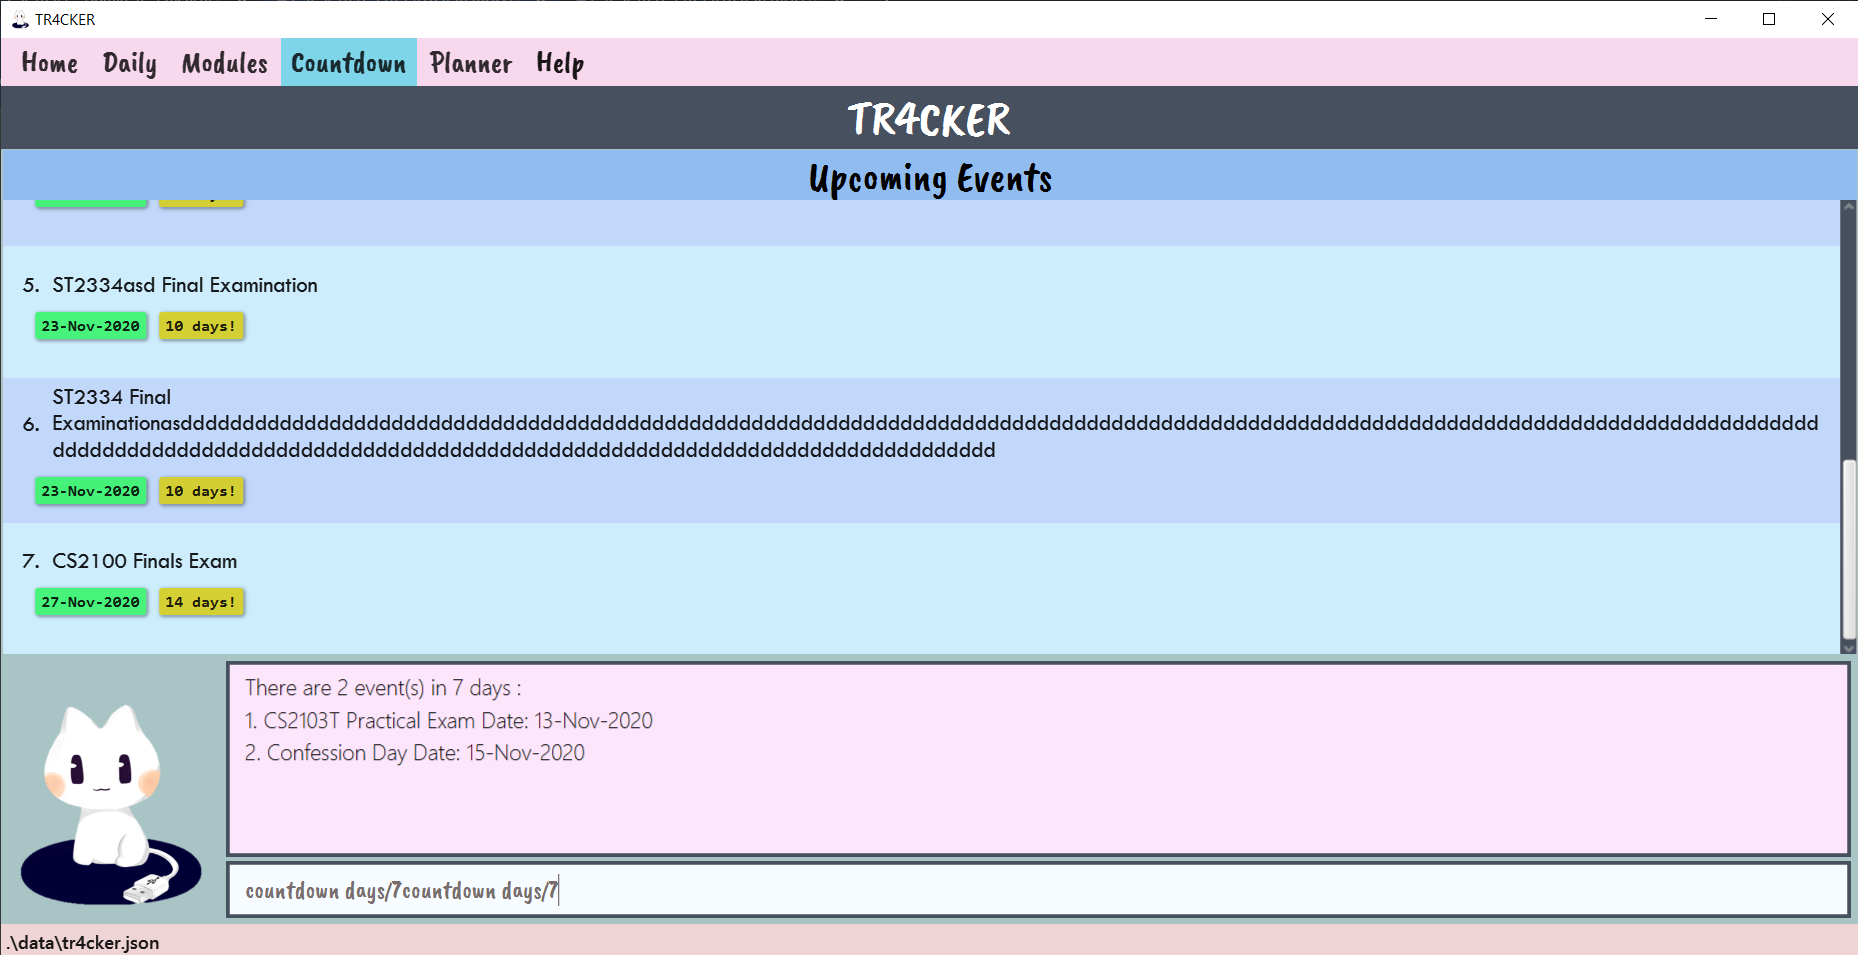 TR4CKER
Home Daily Modules Countdown Planner Help
TR4CKER
Upcoming Events
5. ST2334asd Final Examination
23-Nov-2020 10 days!
ST2334 Final
6. Examinationasddddddddddddddddddddddddddddddddddddddddddddddddddddddddddddddddddddddddddddddddddddddddddddddddddddddddddddddddddddddddddddddddddd
ddddddddddddddddddddddddddddddddddddddddddddddddddddddddddddddddddddddddddd
23-Nov-2020 10 days!
7. CS2100 Finals Exam
27-Nov-2020 14 days!
There are 2 event(s) in 7 days :
1. CS2103T Practical Exam Date: 13-Nov-2020
2. Confession Day Date: 15-Nov-2020
countdown days/7countdown days/7
.\data\tr4cker.json